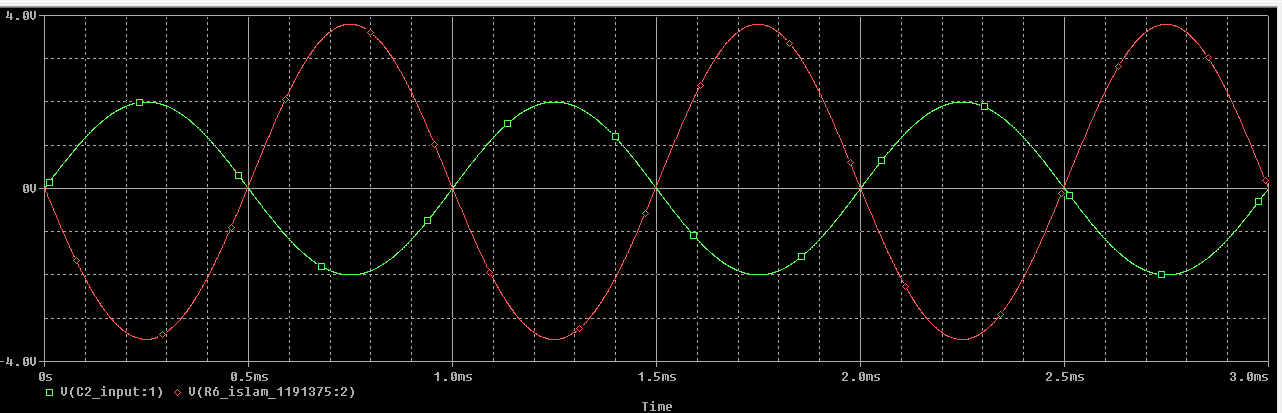 4.0V
0V
-4.0V
0s 0.5ms 1.0ms 1.5ms 2.0ms 2.5ms 3.0ms
V(C2_input:1) V(R6_islam_1191375:2)
Time